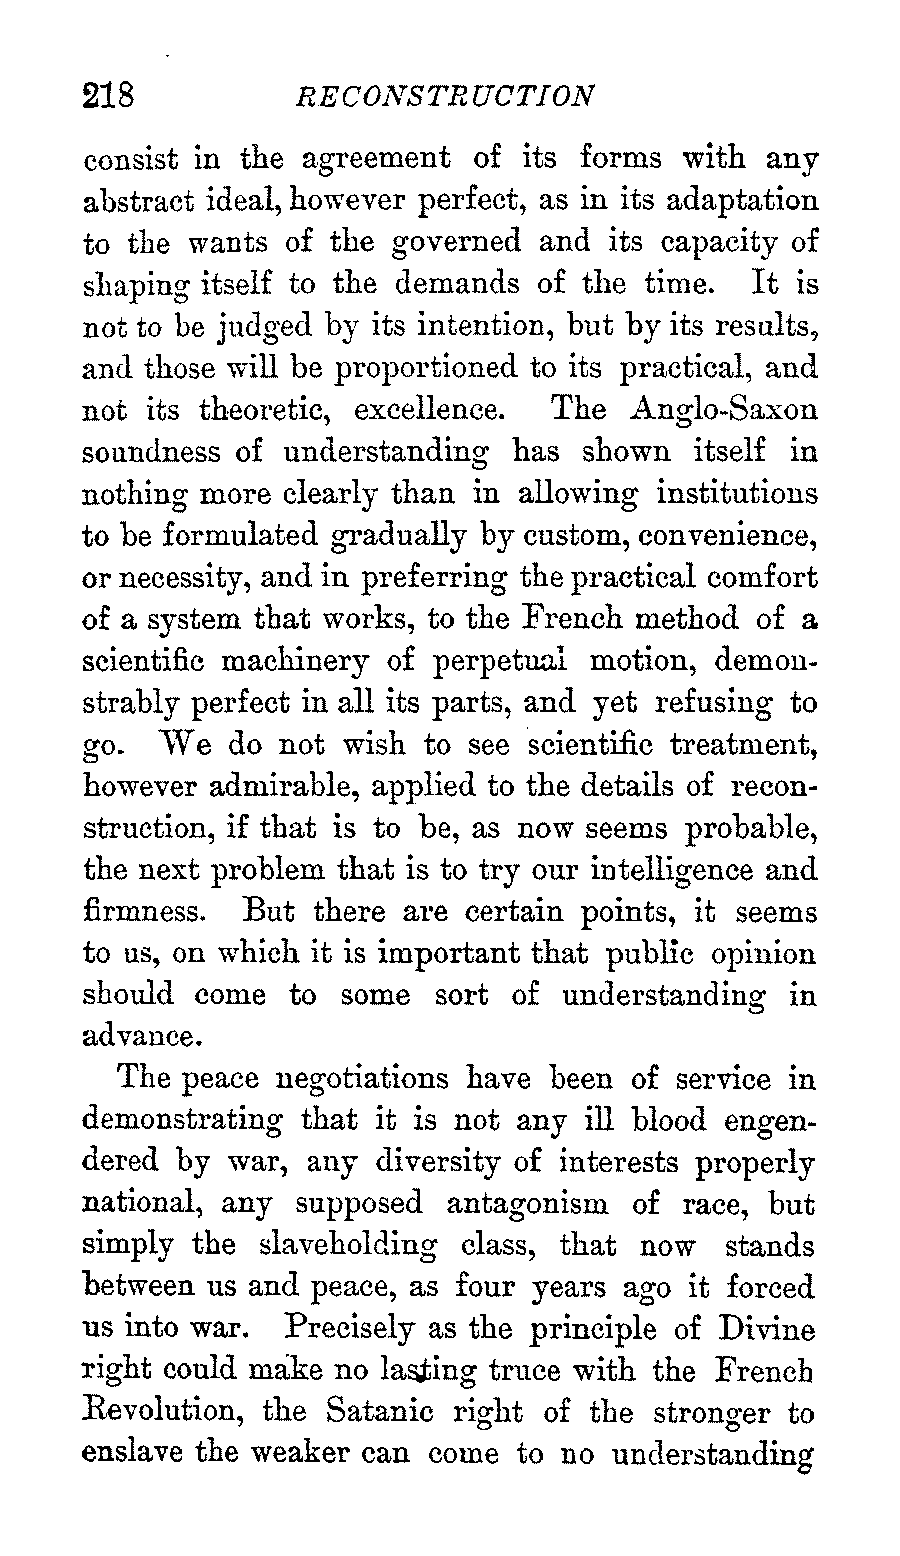 218 RECONSTRUCTION
consist in the agreement of its forms with any
abstract ideal, however perfect, as in its adaptation
to the wants of the governed and its capacity of
shaping itself to the demands of the time. It is
not to be judged by its intention, but by its results,
and those will be proportioned to its practical, and
not its theoretic, excellence. The Anglo-Saxon
soundness of understanding has shown itself in
nothing more clearly than in allowing institutions
to be formulated gradually by custom, convenience,
or necessity, and in preferring the practical comfort
of a system that works, to the French method of a
scientific machinery of perpetual motion, demon-
strably perfect in all its parts, and yet refusing to
go. We do not wish to see scientific treatment,
however admirable, applied to the details of recon-
struction, if that is to be, as now seems probable,
the next problem that is to try our intelligence and
firmness. But there are certain points, it seems
to us, on which it is important that public opinion
should come to some sort of understanding in
advance.
The peace negotiations have been of service in
demonstrating that it is not any ill blood engen-
dered by war, any diversity of interests properly
national, any supposed antagonism of race, but
simply the slaveholding class, that now stands
between us and peace, as four years ago it forced
us into war. Precisely as the principle of Divine
right could make no lasting truce with the French
Revolution, the Satanic right of the stronger to
enslave the weaker can come to no understanding